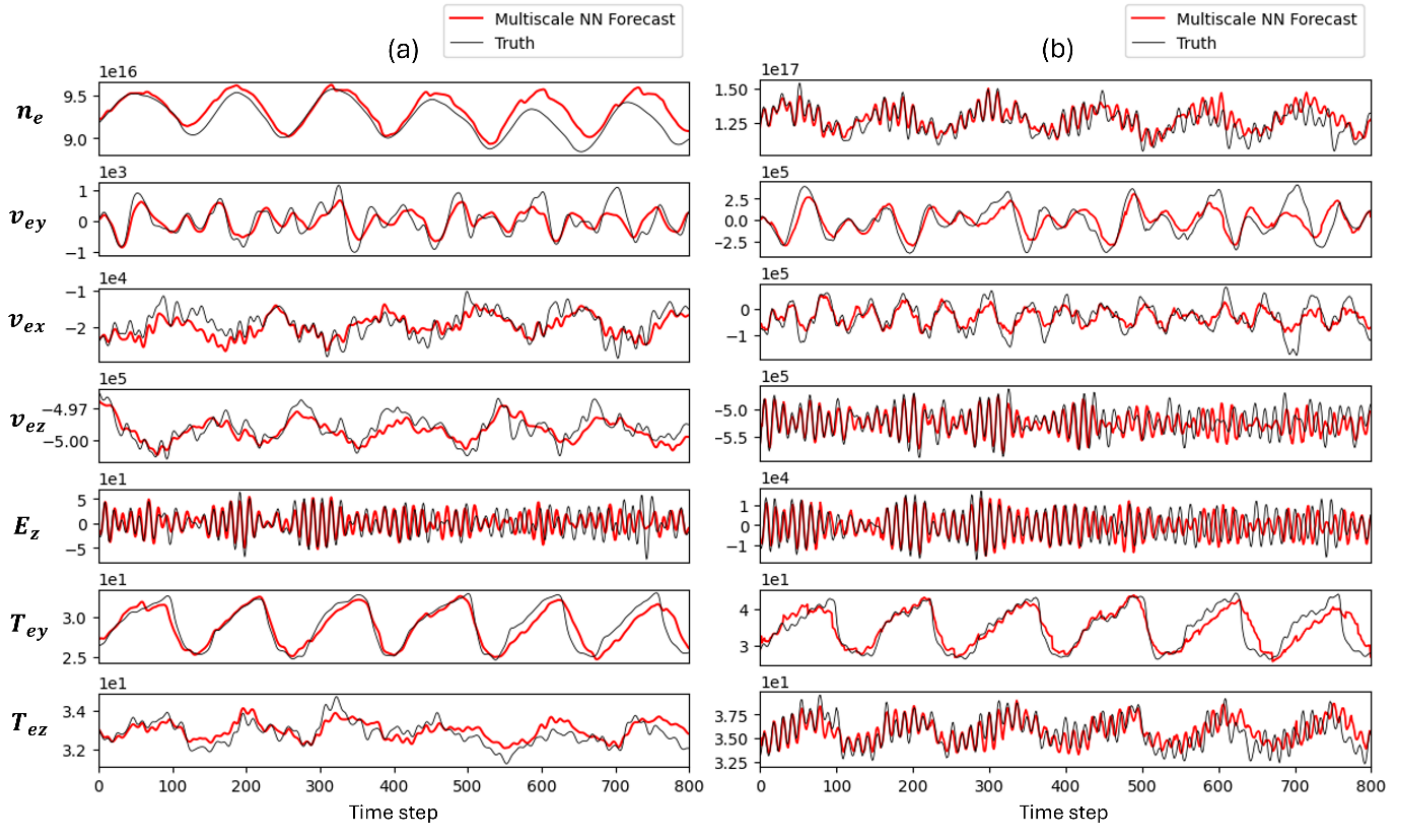 Multiscale NN Forecast
Truth
(a)
Multiscale NN Forecast
Truth
(b)
n_e
1e16
9.5
9.0
1e17
1.50
1.25
v_ey
1e3
1
0
−1
1e5
2.5
0.0
−2.5
v_ex
1e4
−1
−2
1e5
0
−1
v_ez
1e5
−4.97
−5.00
1e5
−5.0
−5.5
E_z
1e1
5
0
−5
1e4
1
0
−1
T_ey
1e1
3.0
2.5
1e1
4
3
T_ez
1e1
3.4
3.2
1e1
3.75
3.50
3.25
0 100 200 300 400 500 600 700 800
0 100 200 300 400 500 600 700 800
Time step
Time step